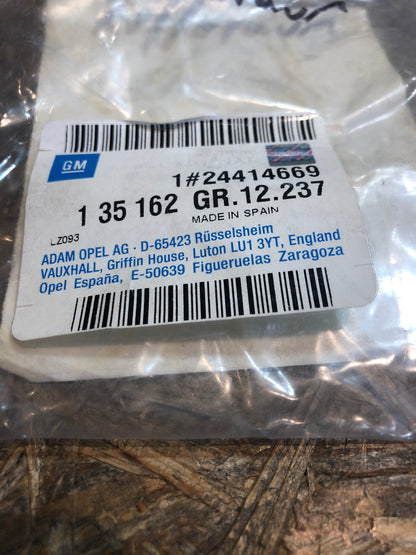 GM
1#24414669
1 35 162 GR.12.237
MADE IN SPAIN
LZ093
ADAM OPEL AG · D-65423 Rüsselsheim
VAUXHALL, Griffin House, Luton LU1 3YT, England
Opel España, E-50639 Figueruelas Zaragoza